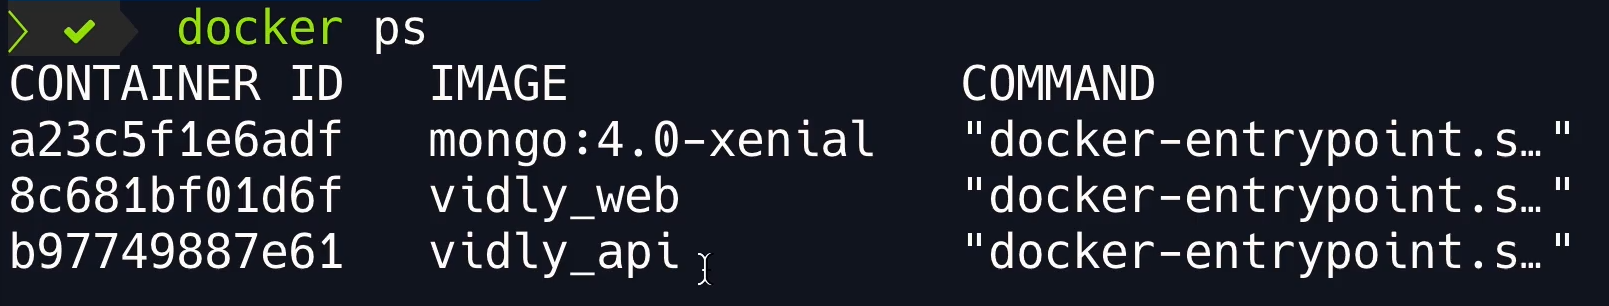 docker ps
CONTAINER ID IMAGE COMMAND
a23c5f1e6adf mongo:4.0-xenial "docker-entrypoint.s…"
8c681bf01d6f vidly_web "docker-entrypoint.s…"
b97749887e61 vidly_api "docker-entrypoint.s…"